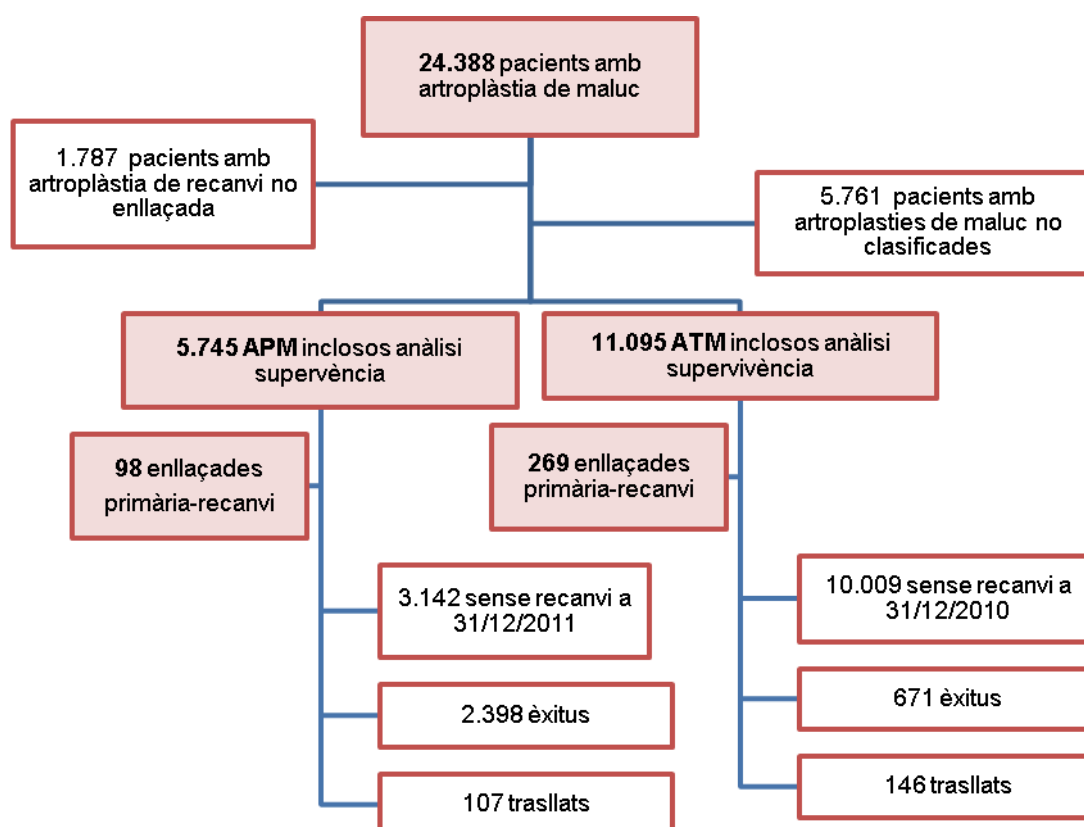 24.388 pacients amb
artroplàstia de maluc
1.787 pacients amb
artroplàstia de recanvi no
enllaçada
5.761 pacients amb
artroplasties de maluc no
clasificades
5.745 APM inclosos anàlisi
supervència
11.095 ATM inclosos anàlisi
supervivència
98 enllaçades
primària-recanvi
269 enllaçades
primària-recanvi
3.142 sense recanvi a
31/12/2011
10.009 sense recanvi a
31/12/2010
2.398 èxitus
671 èxitus
107 trasllats
146 trasllats